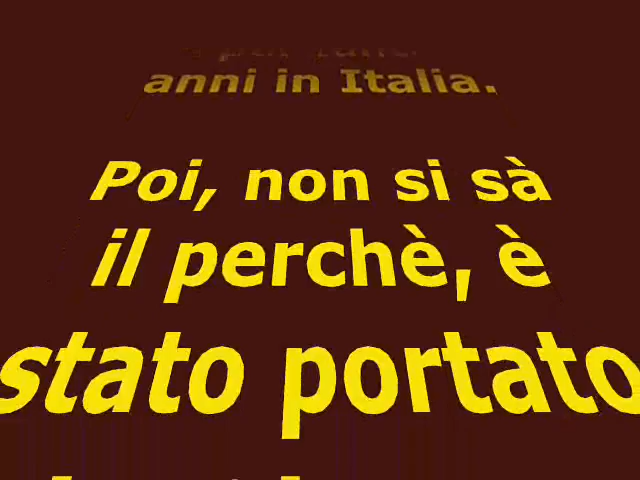 anni in Italia.
Poi, non si sà
il perchè, è
stato portato